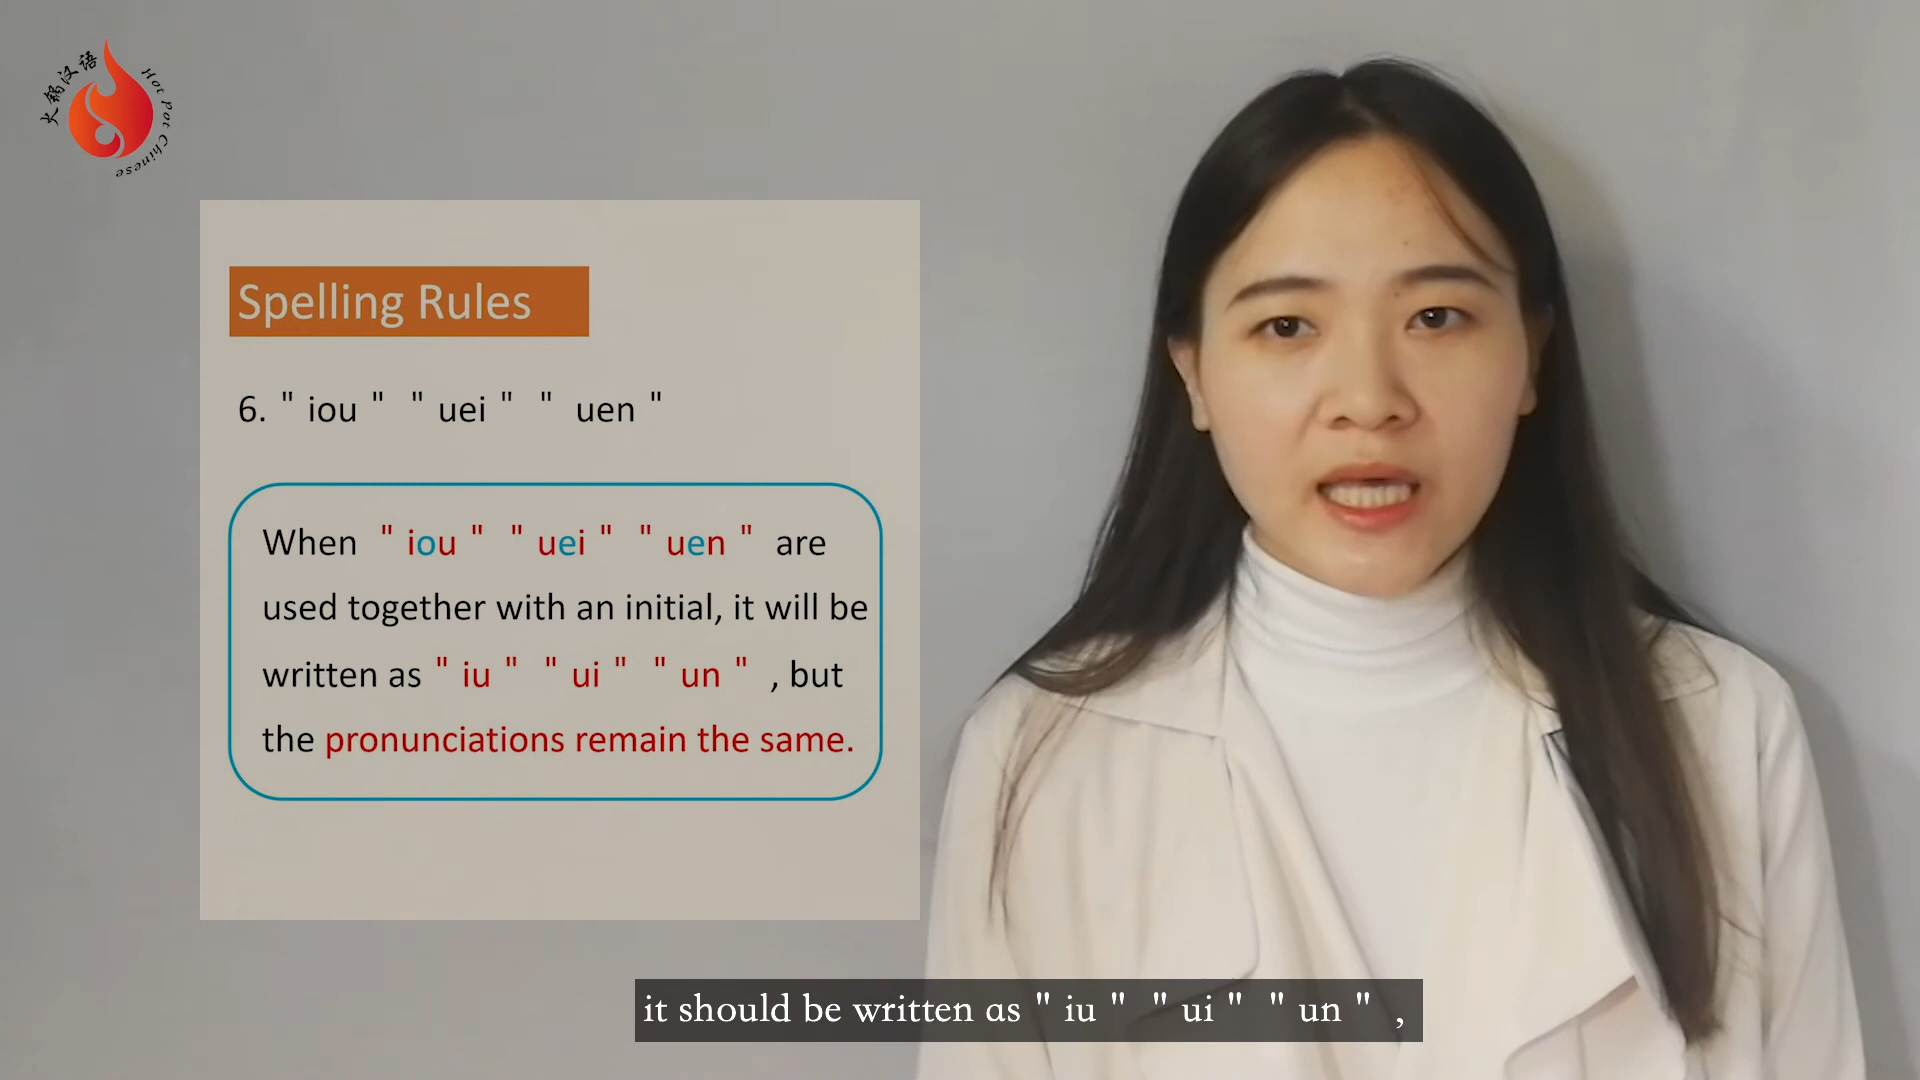 火锅汉语
Hot Pot Chinese
Spelling Rules
6. " iou " " uei " " uen "
When " iou " " uei " " uen " are
used together with an initial, it will be
written as " iu " " ui " " un " , but
the pronunciations remain the same.
it should be written as " iu " " ui " " un " ,